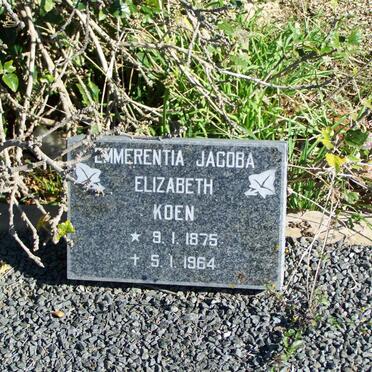 EMMERENTIA JACOBA
ELIZABETH
KOEN
★ 9.1.1875
✝ 5.1.1964